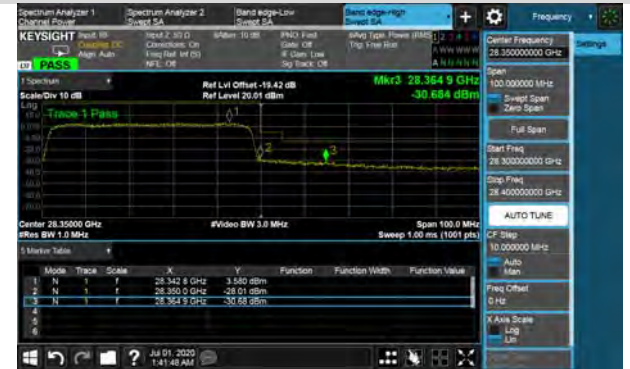 Spectrum Analyzer 1
Channel Power
Spectrum Analyzer 2
Swept SA
Band edge-Low
Swept SA
Band edge-High
Swept SA
Frequency
KEYSIGHT Input: RF
Align: Auto
Corrections: On
Atten: 10 dB
PNO: Fast
Gate: Off
IF Gain: Low
Sig Track: Off
Trig: Free Run
NFE: Off
PASS
1 Spectrum
Scale/Div 10 dB
Log
Ref Lvl Offset -19.42 dB
Ref Level 20.01 dBm
Mkr3 28.364 9 GHz
-30.684 dBm
Trace 1 Pass
Center 28.35000 GHz
#Res BW 1.0 MHz
#Video BW 3.0 MHz
Span 100.0 MHz
Sweep 1.00 ms (1001 pts)
5 Marker Table
Mode Trace Scale X Y Function Function Width Function Value
1 N 1 f 28.342 8 GHz 3.580 dBm
2 N 1 f 28.350 0 GHz -28.01 dBm
3 N 1 f 28.364 9 GHz -30.68 dBm
4
5
6
Jul 01, 2020
1:41:48 AM
Center Frequency
28.350000000 GHz
Settings
Span
100.000000 MHz
Swept Span
Zero Span
Full Span
Start Freq
28.300000000 GHz
Stop Freq
28.400000000 GHz
AUTO TUNE
CF Step
10.000000 MHz
Auto
Man
Freq Offset
0 Hz
X Axis Scale
Log
Lin